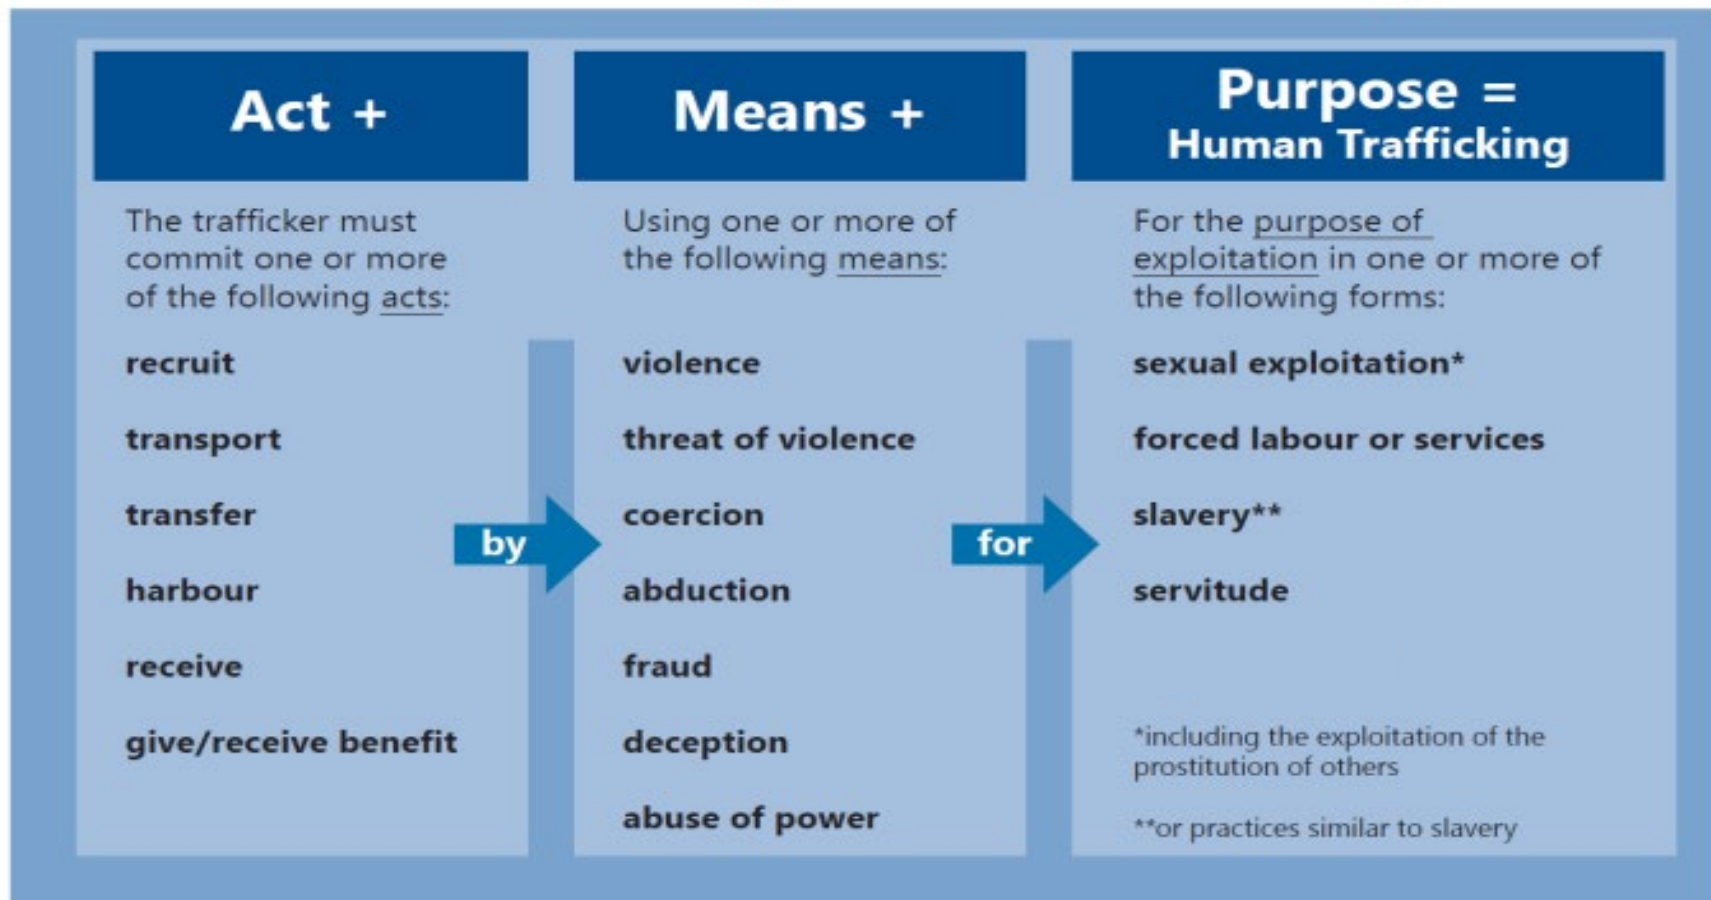 Act +
The trafficker must
commit one or more
of the following acts:
recruit
transport
transfer
harbour
receive
give/receive benefit
by
Means +
Using one or more of
the following means:
violence
threat of violence
coercion
abduction
fraud
deception
abuse of power
for
Purpose =
Human Trafficking
For the purpose of
exploitation in one or more of
the following forms:
sexual exploitation*
forced labour or services
slavery**
servitude
*including the exploitation of the
prostitution of others
**or practices similar to slavery